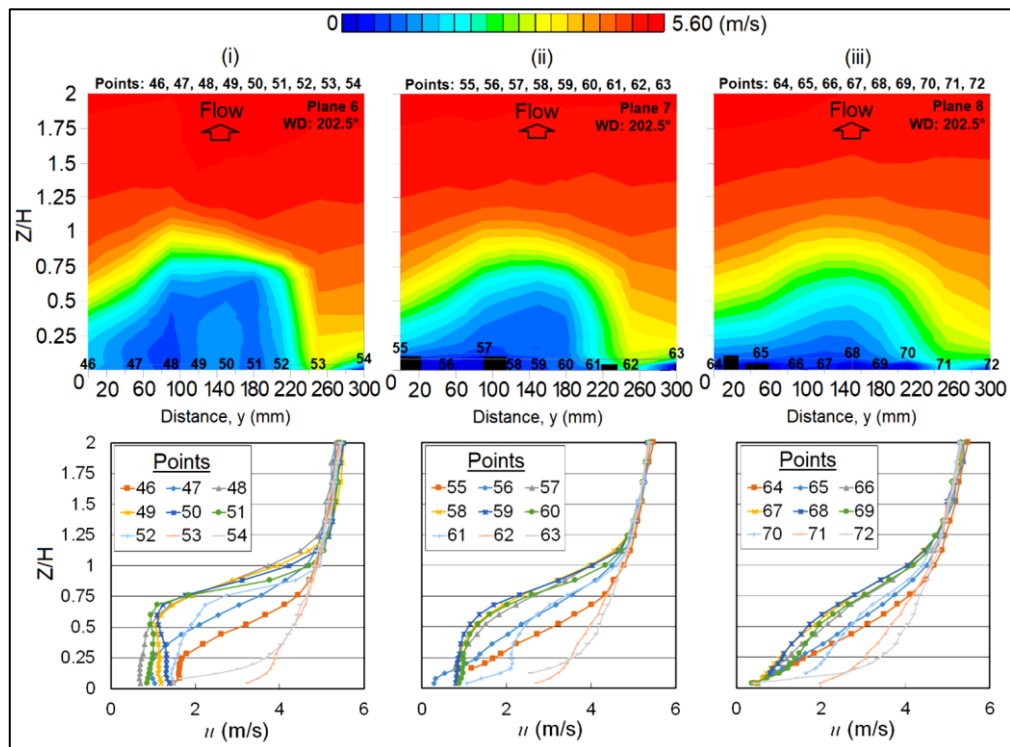 0 5.60 (m/s)
(i) (ii) (iii)
Points: 46, 47, 48, 49, 50, 51, 52, 53, 54
Points: 55, 56, 57, 58, 59, 60, 61, 62, 63
Points: 64, 65, 66, 67, 68, 69, 70, 71, 72
Z/H
2
1.75
1.5
1.25
1
0.75
0.5
0.25
0
Flow
Plane 6
WD: 202.5°
46 47 48 49 50 51 52 53 54
0 20 60 100 140 180 220 260 300
Distance, y (mm)
Flow
Plane 7
WD: 202.5°
55 56 57 58 59 60 61 62 63
0 20 60 100 140 180 220 260 300
Distance, y (mm)
Flow
Plane 8
WD: 202.5°
64 65 66 67 68 69 70 71 72
0 20 60 100 140 180 220 260 300
Distance, y (mm)
Z/H
2
1.75
1.5
1.25
1
0.75
0.5
0.25
0
Points
46 47 48
49 50 51
52 53 54
0 2 4 6
u (m/s)
Points
55 56 57
58 59 60
61 62 63
0 2 4 6
u (m/s)
Points
64 65 66
67 68 69
70 71 72
0 2 4 6
u (m/s)